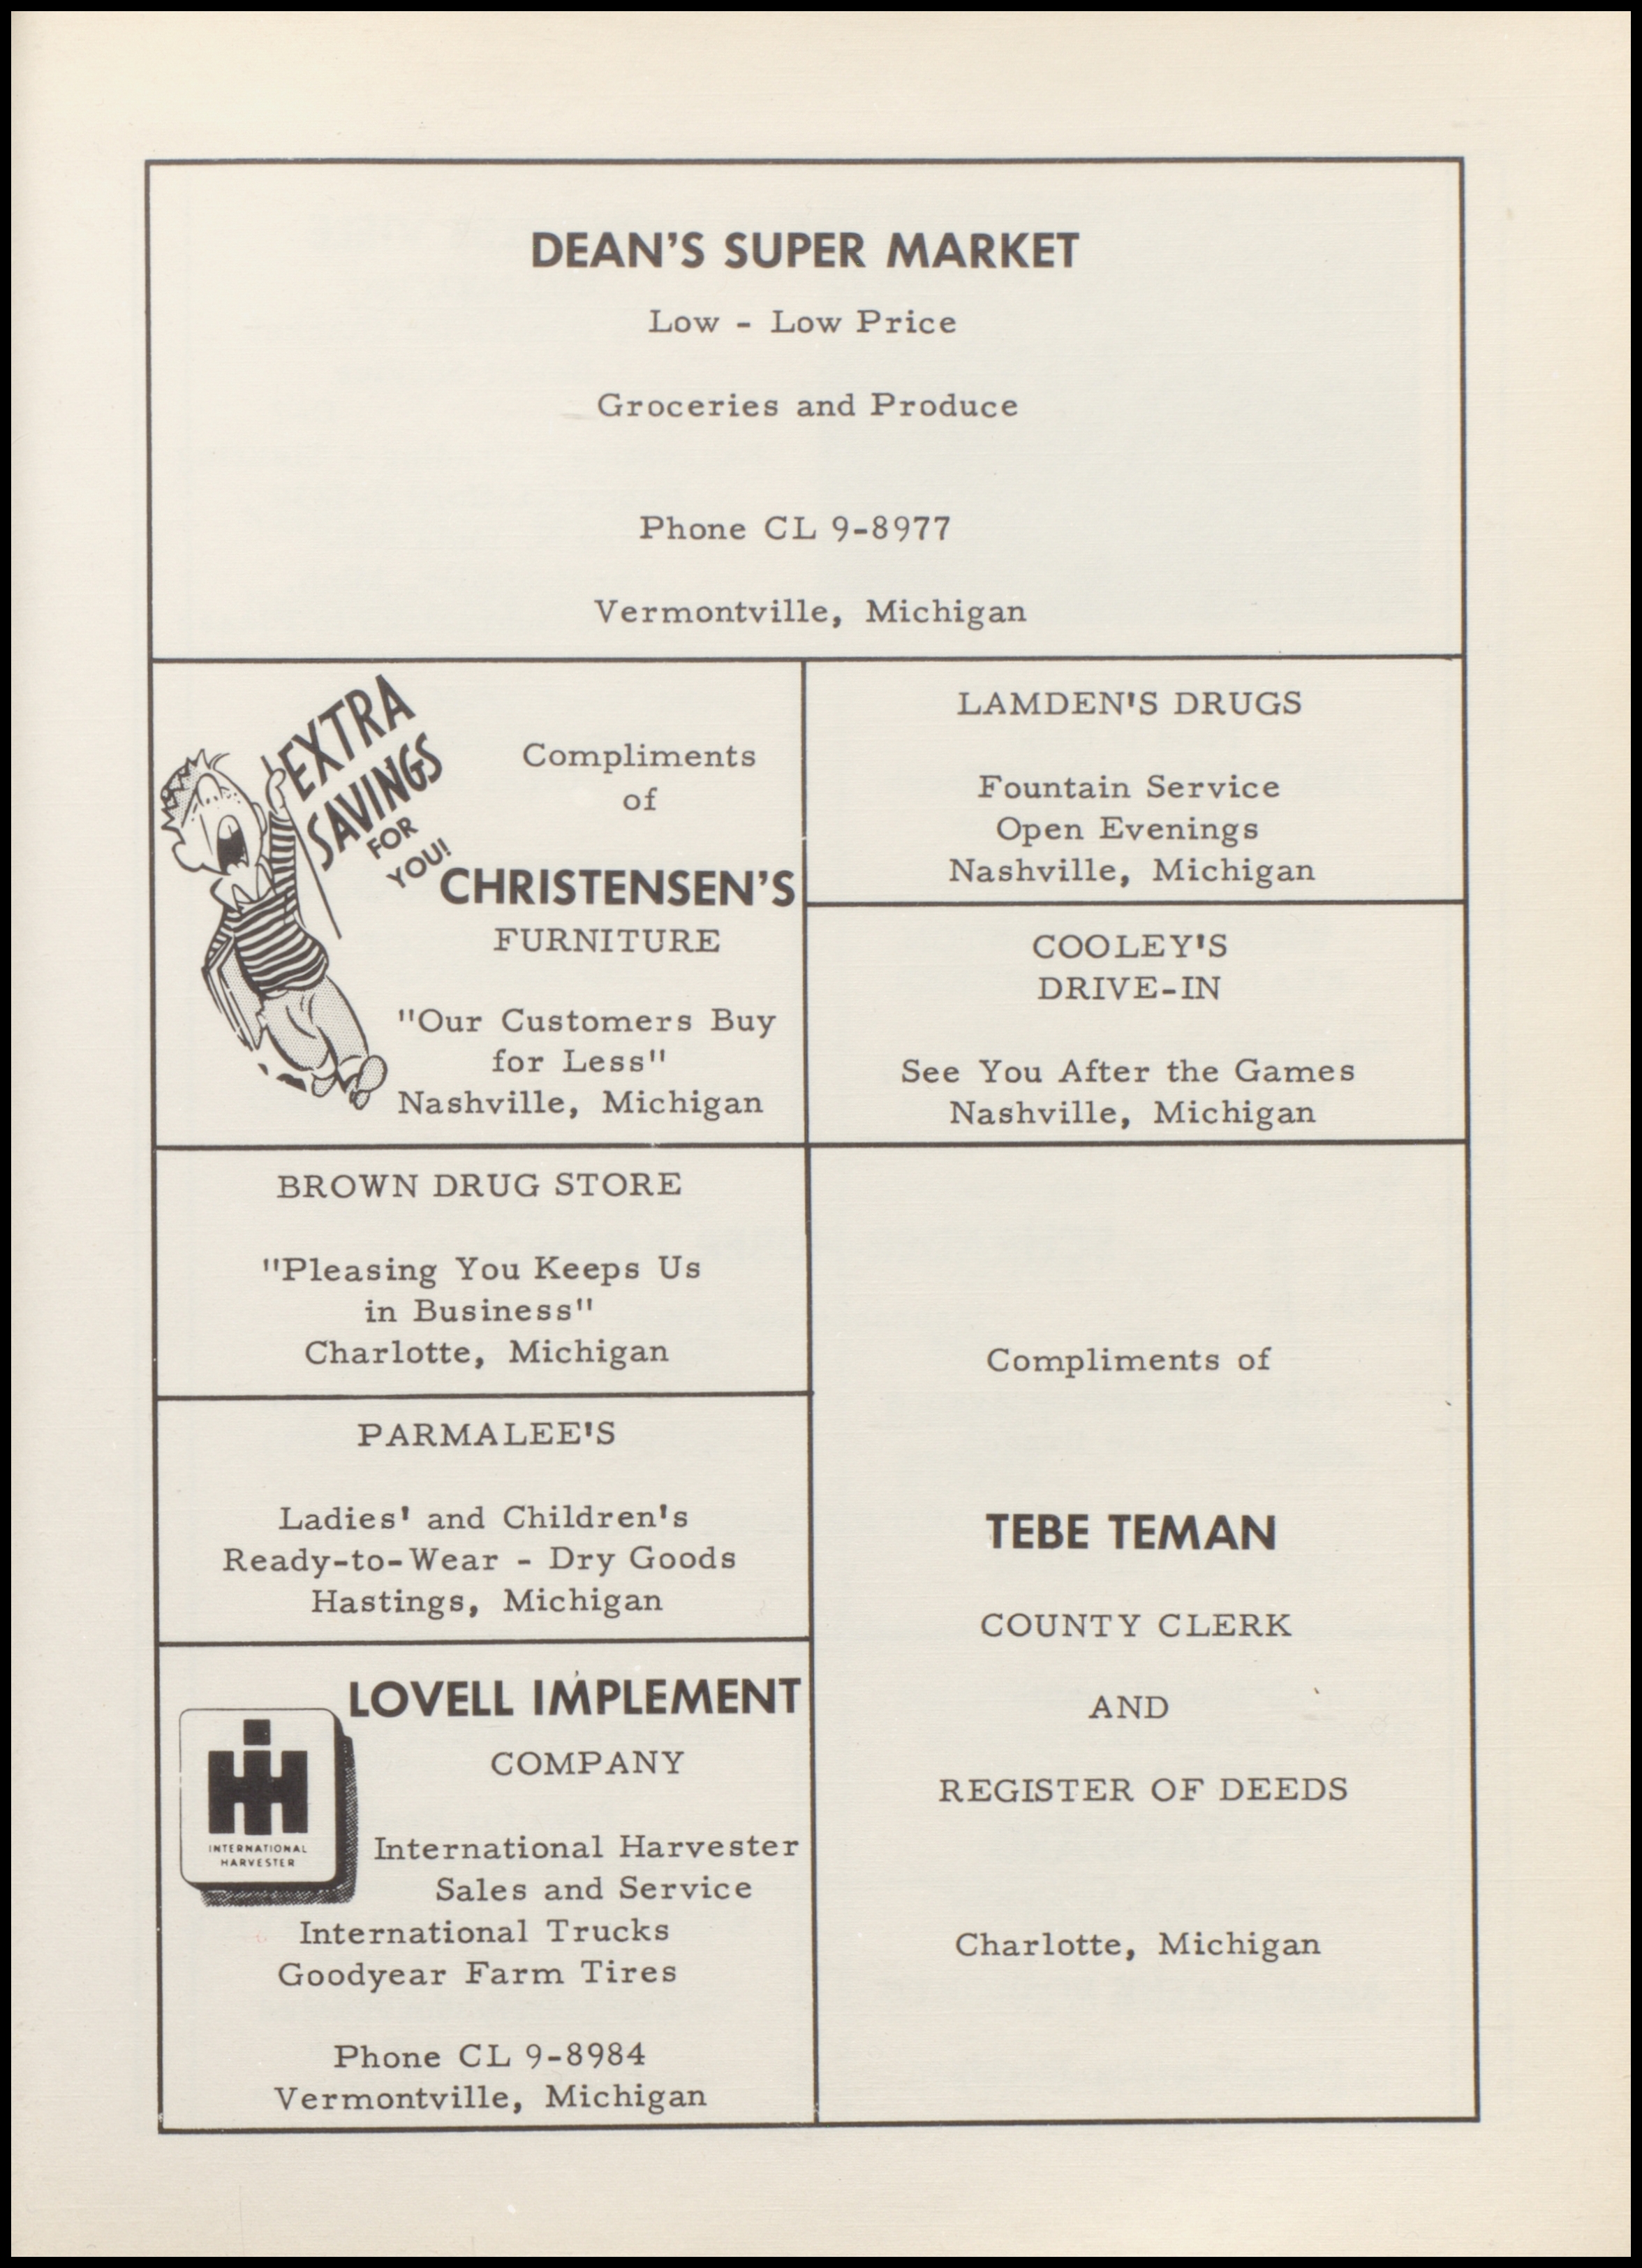 DEAN'S SUPER MARKET
Low - Low Price
Groceries and Produce
Phone CL 9-8977
Vermontville, Michigan
EXTRA
SAVINGS
FOR
YOU!
Compliments
of
CHRISTENSEN'S
FURNITURE
"Our Customers Buy
for Less"
Nashville, Michigan
LAMDEN'S DRUGS
Fountain Service
Open Evenings
Nashville, Michigan
COOLEY'S
DRIVE-IN
See You After the Games
Nashville, Michigan
BROWN DRUG STORE
"Pleasing You Keeps Us
in Business"
Charlotte, Michigan
PARMALEE'S
Ladies' and Children's
Ready-to-Wear - Dry Goods
Hastings, Michigan
LOVELL IMPLEMENT
COMPANY
INTERNATIONAL
HARVESTER
International Harvester
Sales and Service
International Trucks
Goodyear Farm Tires
Phone CL 9-8984
Vermontville, Michigan
Compliments of
TEBE TEMAN
COUNTY CLERK
AND
REGISTER OF DEEDS
Charlotte, Michigan